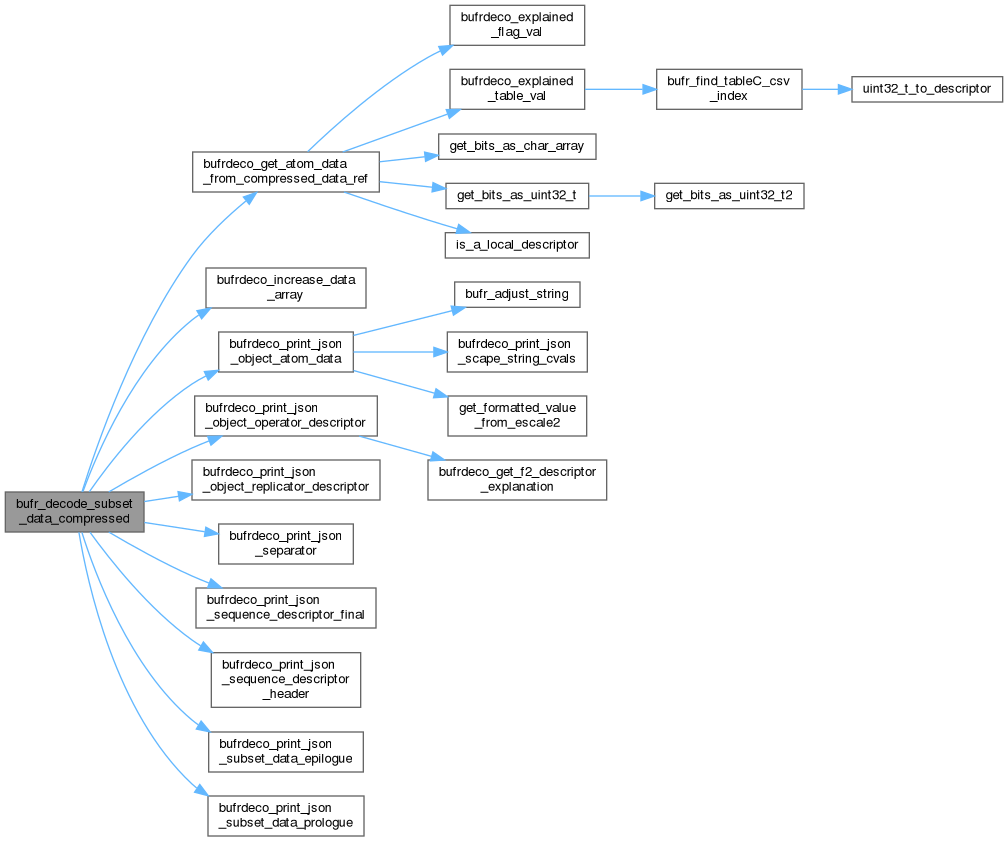 bufrdeco_explained
_flag_val
bufrdeco_explained
_table_val
bufr_find_tableC_csv
_index
uint32_t_to_descriptor
get_bits_as_char_array
bufrdeco_get_atom_data
_from_compressed_data_ref
get_bits_as_uint32_t
get_bits_as_uint32_t2
is_a_local_descriptor
bufrdeco_increase_data
_array
bufr_adjust_string
bufrdeco_print_json
_object_atom_data
bufrdeco_print_json
_scape_string_cvals
get_formatted_value
_from_escale2
bufrdeco_print_json
_object_operator_descriptor
bufrdeco_get_f2_descriptor
_explanation
bufrdeco_print_json
_object_replicator_descriptor
bufr_decode_subset
_data_compressed
bufrdeco_print_json
_separator
bufrdeco_print_json
_sequence_descriptor_final
bufrdeco_print_json
_sequence_descriptor
_header
bufrdeco_print_json
_subset_data_epilogue
bufrdeco_print_json
_subset_data_prologue